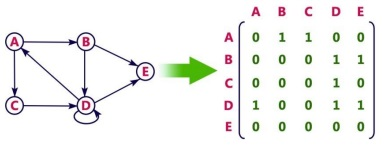 A B
E
C D
A B C D E
A 0 1 1 0 0
B 0 0 0 1 1
C 0 0 0 1 0
D 1 0 0 1 1
E 0 0 0 0 0